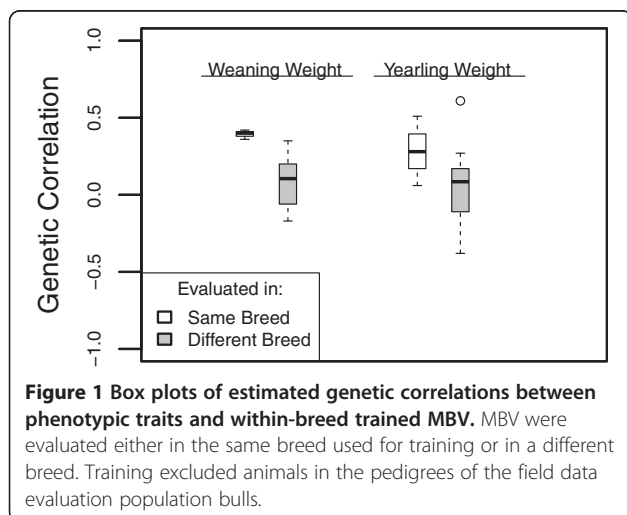 Genetic Correlation
1.0
0.5
0.0
−0.5
−1.0
Weaning Weight
Yearling Weight
Evaluated in:
Same Breed
Different Breed
Figure 1 Box plots of estimated genetic correlations between
phenotypic traits and within-breed trained MBV. MBV were
evaluated either in the same breed used for training or in a different
breed. Training excluded animals in the pedigrees of the field data
evaluation population bulls.